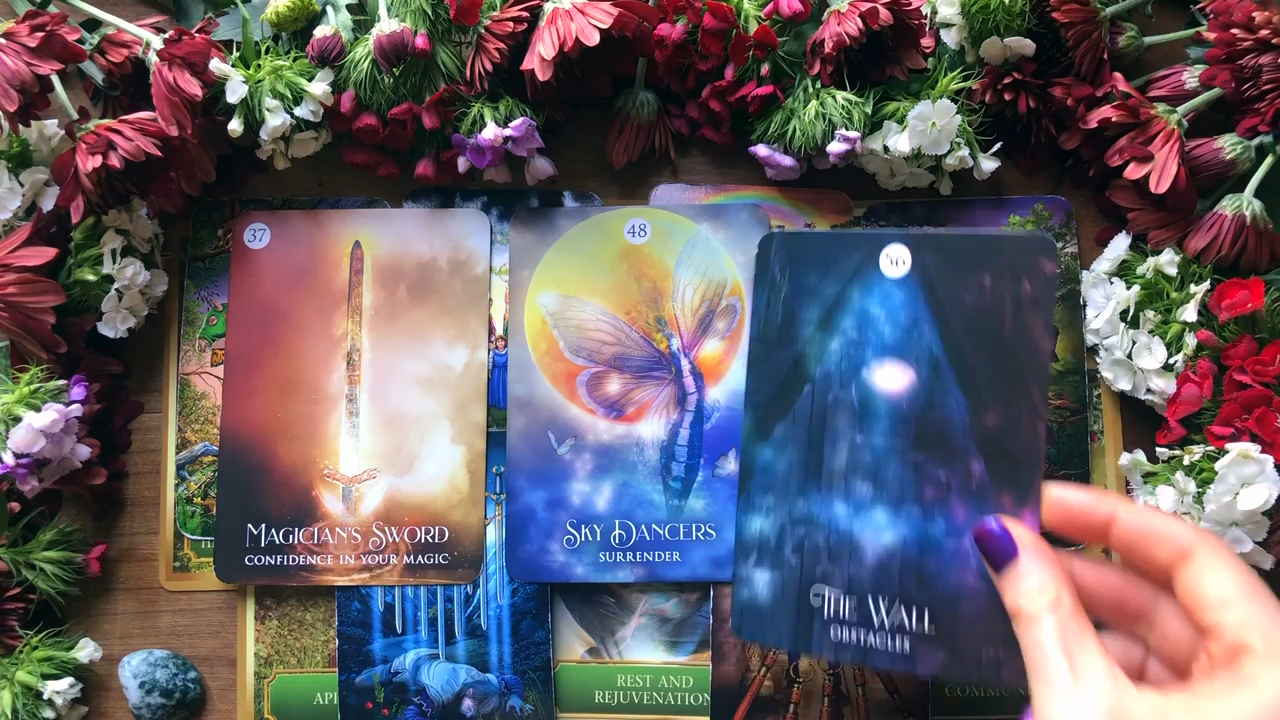 37
48
MAGICIAN'S SWORD
CONFIDENCE IN YOUR MAGIC
SKY DANCERS
SURRENDER
THE WALL
OBSTACLES
REST AND
REJUVENATION